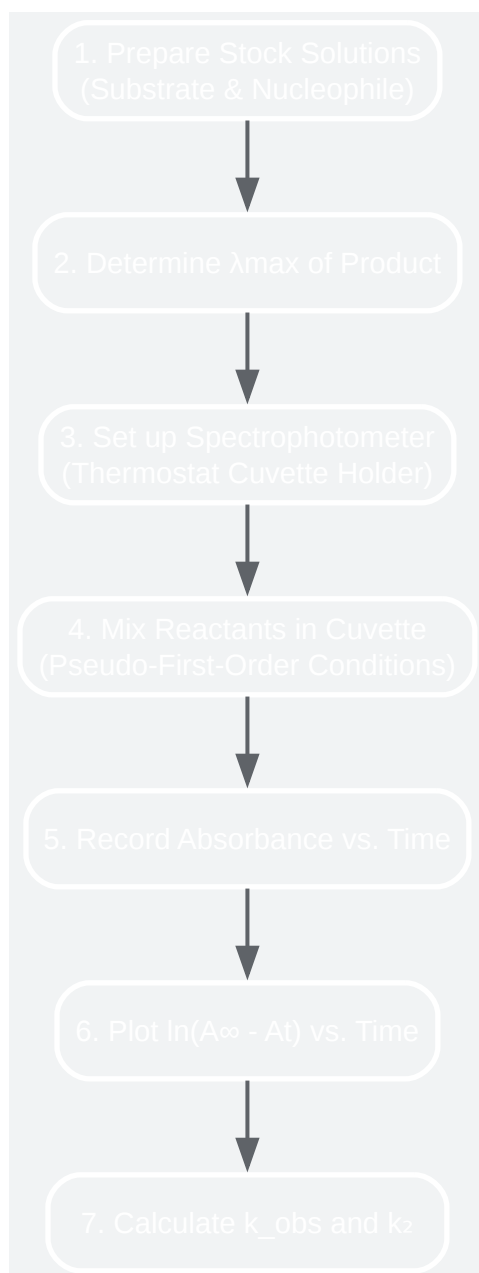 1. Prepare Stock Solutions
(Substrate & Nucleophile)
2. Determine λmax of Product
3. Set up Spectrophotometer
(Thermostat Cuvette Holder)
4. Mix Reactants in Cuvette
(Pseudo-First-Order Conditions)
5. Record Absorbance vs. Time
6. Plot ln(A∞ - At) vs. Time
7. Calculate k_obs and k₂